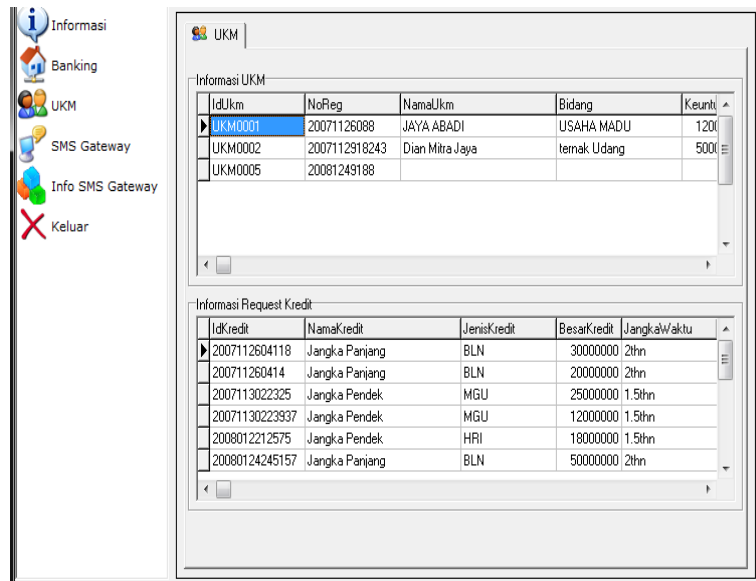 Informasi
Banking
UKM
SMS Gateway
Info SMS Gateway
Keluar
UKM
Informasi UKM
IdUkm NoReg NamaUkm Bidang Keuntu
UKM0001 20071126088 JAYA ABADI USAHA MADU 1200
UKM0002 2007112918243 Dian Mitra Jaya ternak Udang 5000
UKM0005 20081249188
Informasi Request Kredit
IdKredit NamaKredit JenisKredit BesarKredit JangkaWaktu
2007112604118 Jangka Panjang BLN 30000000 2thn
200711260414 Jangka Panjang BLN 20000000 2thn
2007113022325 Jangka Pendek MGU 25000000 1.5thn
20071130223937 Jangka Pendek MGU 12000000 1.5thn
2008012212575 Jangka Pendek HRI 18000000 1.5thn
20080124245157 Jangka Panjang BLN 50000000 2thn